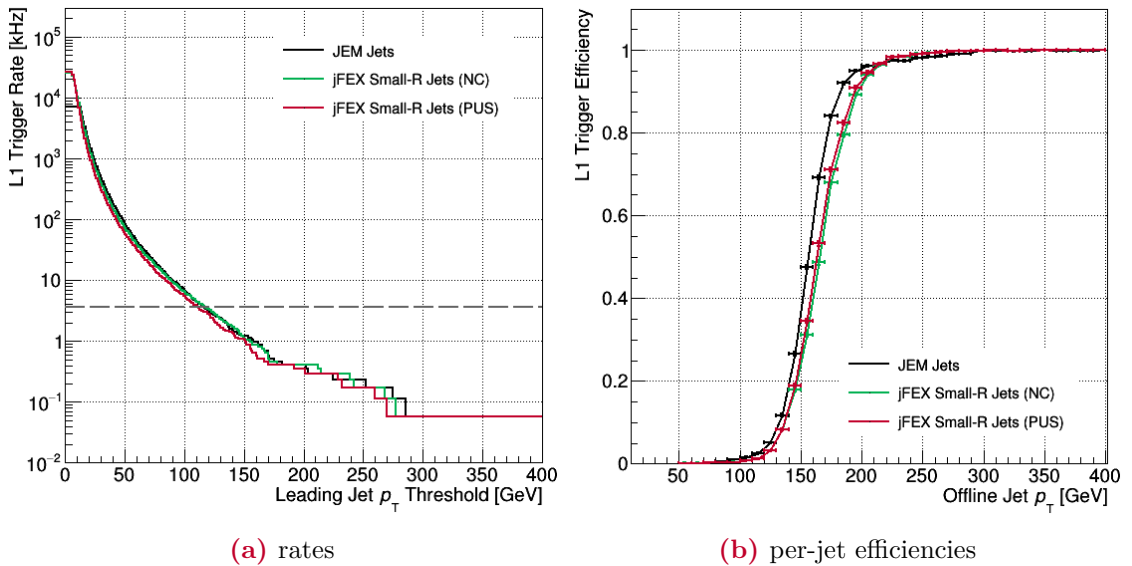 L1 Trigger Rate [kHz]
10^5
10^4
10^3
10^2
10
1
10^−1
10^−2
JEM Jets
jFEX Small-R Jets (NC)
jFEX Small-R Jets (PUS)
0 50 100 150 200 250 300 350 400
Leading Jet p_T Threshold [GeV]
(a) rates
L1 Trigger Efficiency
1
0.8
0.6
0.4
0.2
0
JEM Jets
jFEX Small-R Jets (NC)
jFEX Small-R Jets (PUS)
50 100 150 200 250 300 350 400
Offline Jet p_T [GeV]
(b) per-jet efficiencies